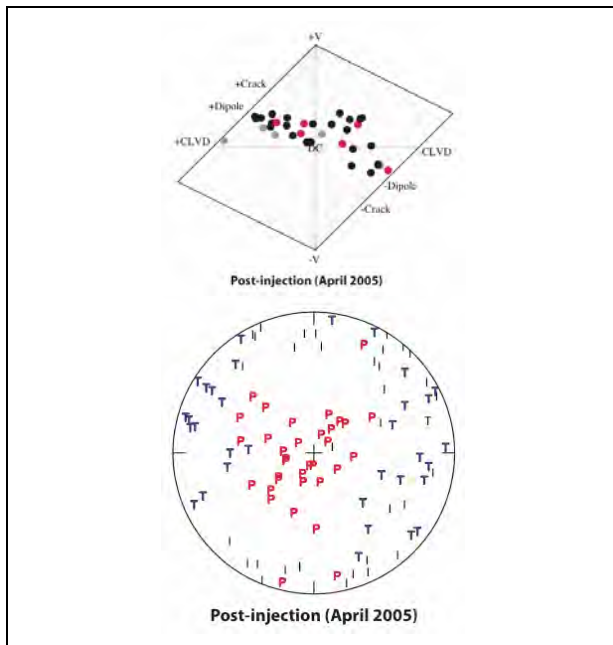 +V
+Crack
+Dipole
+CLVD
DC
-CLVD
-Dipole
-Crack
-V
Post-injection (April 2005)
Post-injection (April 2005)